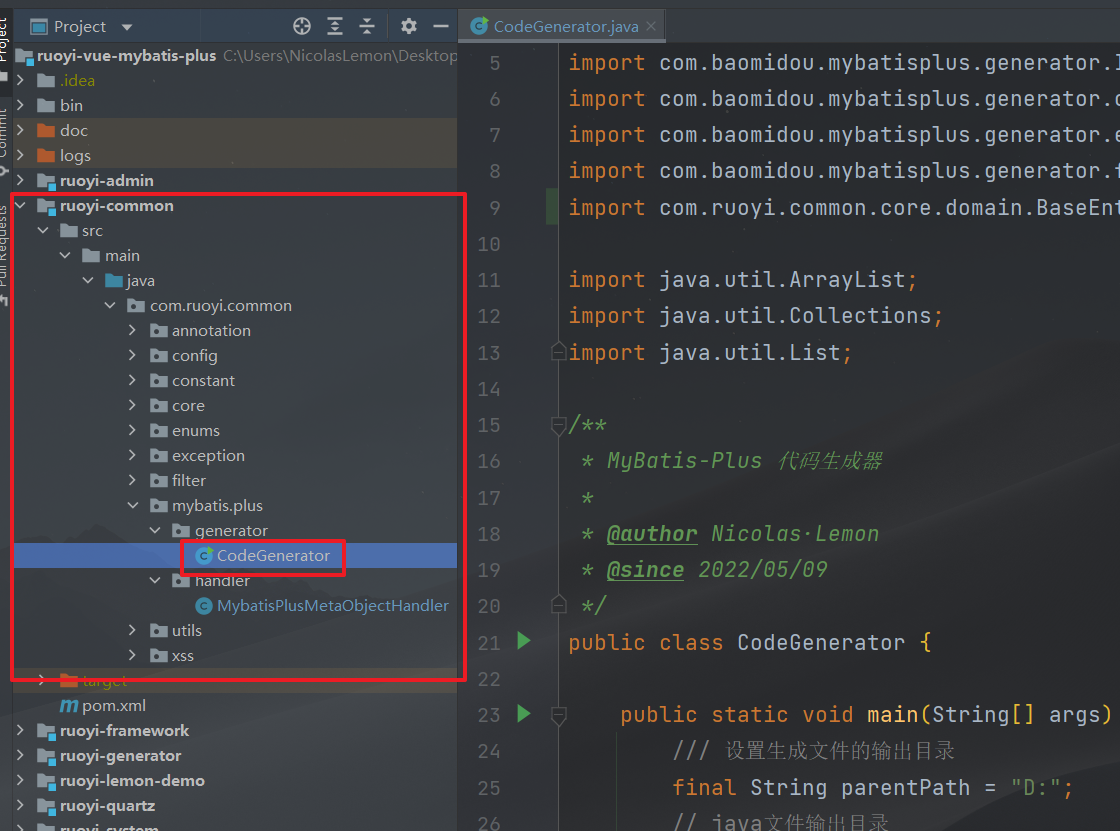 Project
CodeGenerator.java
Project
Commit
Pull Requests
ruoyi-vue-mybatis-plus C:\Users\NicolasLemon\Desktop
.idea
bin
doc
logs
ruoyi-admin
ruoyi-common
src
main
java
com.ruoyi.common
annotation
config
constant
core
enums
exception
filter
mybatis.plus
generator
CodeGenerator
handler
MybatisPlusMetaObjectHandler
utils
xss
target
pom.xml
ruoyi-framework
ruoyi-generator
ruoyi-lemon-demo
ruoyi-quartz
ruoyi-system
5 import com.baomidou.mybatisplus.generator.
6 import com.baomidou.mybatisplus.generator.
7 import com.baomidou.mybatisplus.generator.
8 import com.baomidou.mybatisplus.generator.
9 import com.ruoyi.common.core.domain.BaseEnt
10
11 import java.util.ArrayList;
12 import java.util.Collections;
13 import java.util.List;
14
15 /**
16 * MyBatis-Plus 代码生成器
17 *
18 * @author Nicolas·Lemon
19 * @since 2022/05/09
20 */
21 public class CodeGenerator {
22
23 public static void main(String[] args)
24 /// 设置生成文件的输出目录
25 final String parentPath = "D:";
26 // java文件输出目录